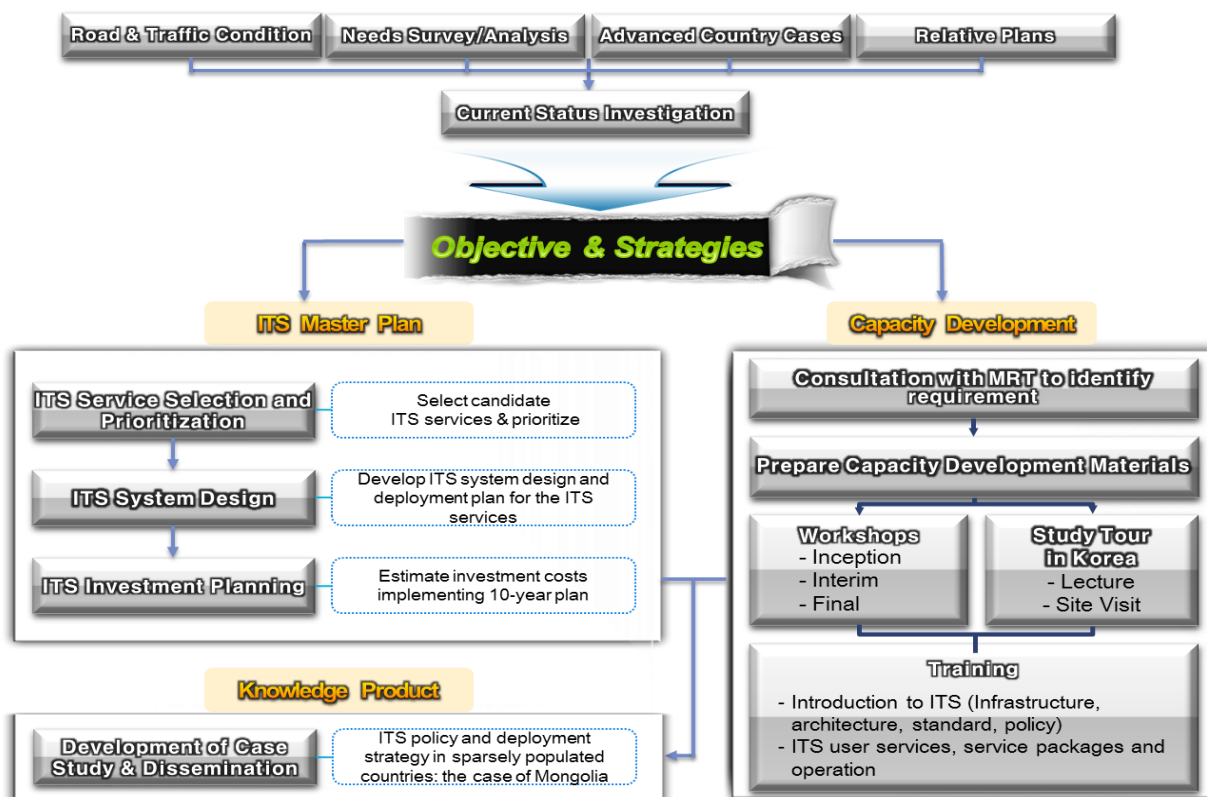 Road & Traffic Condition
Needs Survey/Analysis
Advanced Country Cases
Relative Plans
Current Status Investigation
Objective & Strategies
ITS Master Plan
ITS Service Selection and
Prioritization
Select candidate
ITS services & prioritize
ITS System Design
Develop ITS system design and
deployment plan for the ITS
services
ITS Investment Planning
Estimate investment costs
implementing 10-year plan
Knowledge Product
Development of Case
Study & Dissemination
ITS policy and deployment
strategy in sparsely populated
countries: the case of Mongolia
Capacity Development
Consultation with MRT to identify
requirement
Prepare Capacity Development Materials
Workshops
- Inception
- Interim
- Final
Study Tour
in Korea
- Lecture
- Site Visit
Training
- Introduction to ITS (Infrastructure,
architecture, standard, policy)
- ITS user services, service packages and
operation